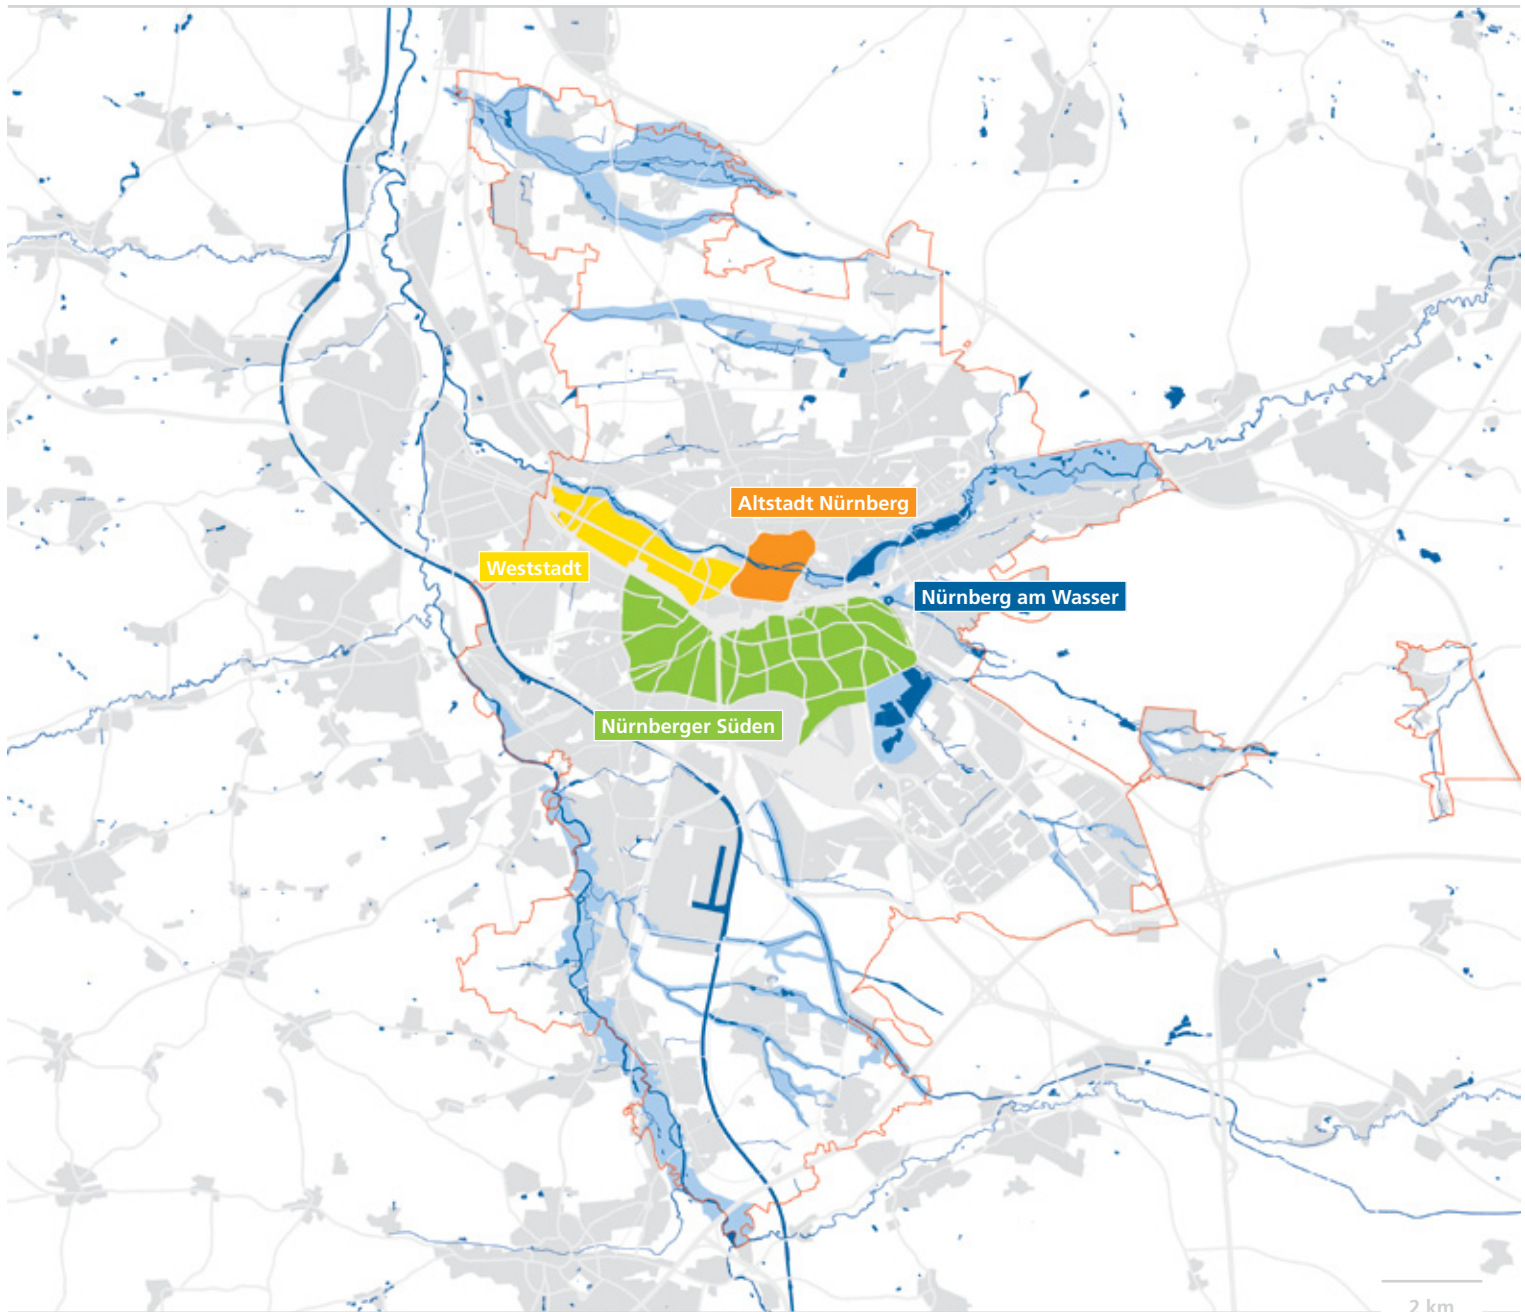 Altstadt Nürnberg
Weststadt
Nürnberg am Wasser
Nürnberger Süden
2 km